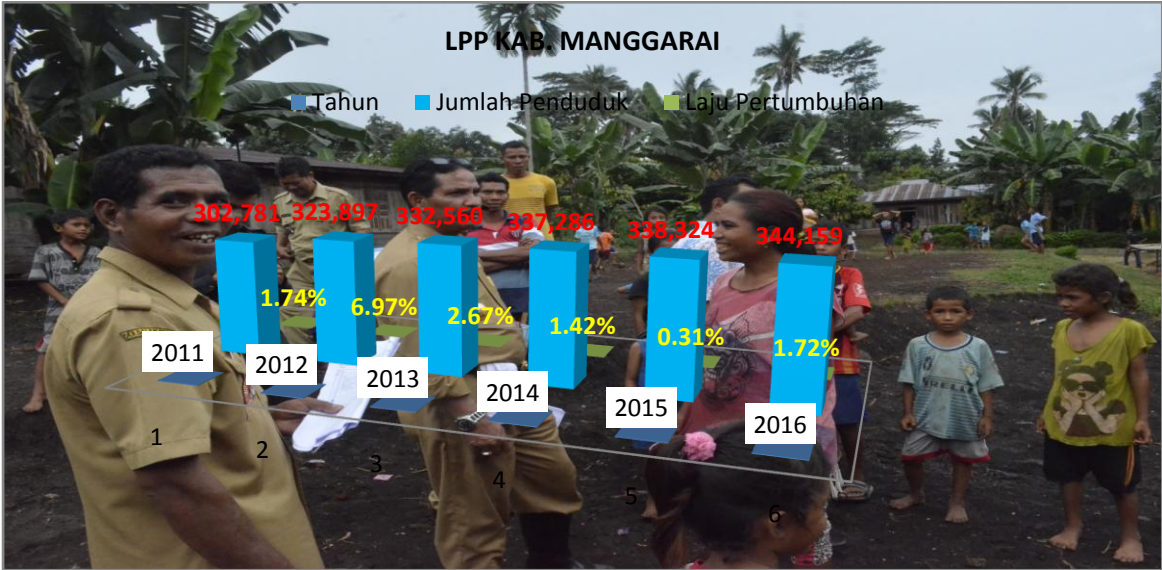 LPP KAB. MANGGARAI
Tahun Jumlah Penduduk Laju Pertumbuhan
302,781 323,897 332,560 337,286 338,324 344,159
1.74% 6.97% 2.67% 1.42% 0.31% 1.72%
2011 2012 2013 2014 2015 2016
1 2 3 4 5 6
PIRELLI